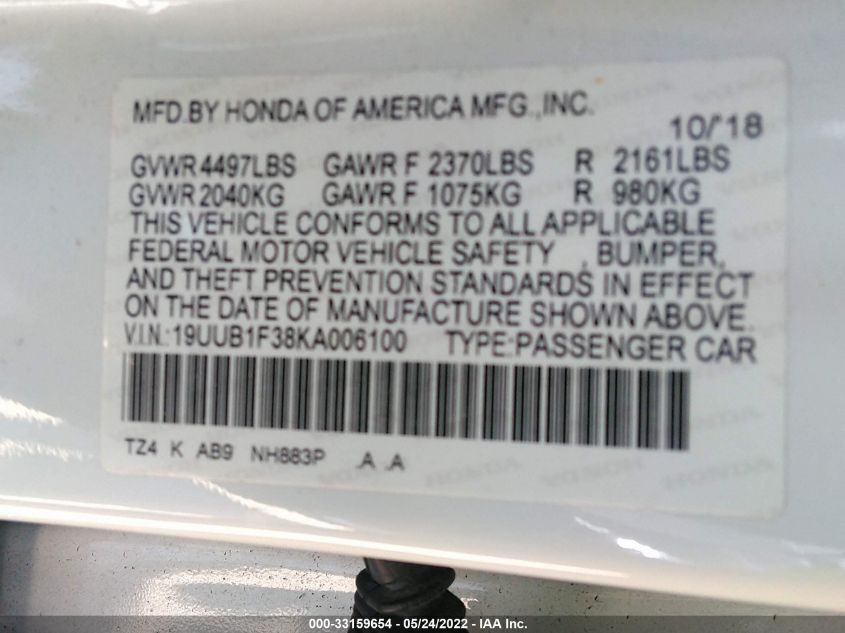 MFD.BY HONDA OF AMERICA MFG.,INC.
10/'18
GVWR 4497LBS GAWR F 2370LBS R 2161LBS
GVWR 2040KG GAWR F 1075KG R 980KG
THIS VEHICLE CONFORMS TO ALL APPLICABLE
FEDERAL MOTOR VEHICLE SAFETY , BUMPER,
AND THEFT PREVENTION STANDARDS IN EFFECT
ON THE DATE OF MANUFACTURE SHOWN ABOVE.
V.I.N.:19UUB1F38KA006100 TYPE:PASSENGER CAR
TZ4 K AB9 NH883P .A .A
000-33159654 - 05/24/2022 - IAA Inc.